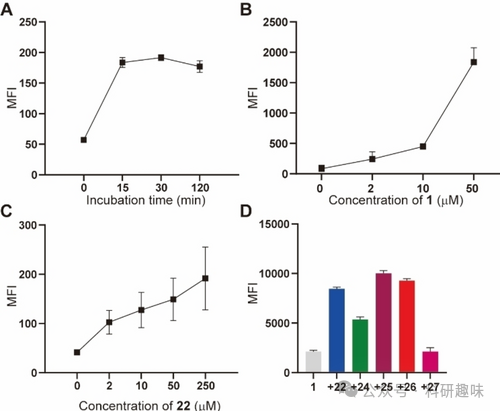 A
250
200
150
100
50
0
MFI
0 15 30 120
Incubation time (min)
B
2500
2000
1500
1000
500
0
MFI
0 2 10 50
Concentration of 1 (μM)
C
300
200
100
0
MFI
0 2 10 50 250
Concentration of 22 (μM)
D
15000
10000
5000
0
MFI
1 +22 +24 +25 +26 +27
公众号 科研趣味